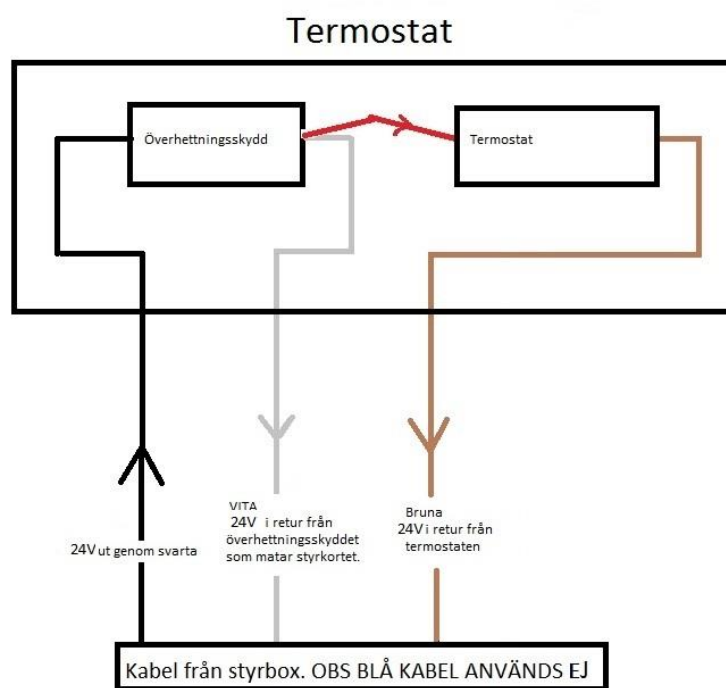 Termostat
Överhettningsskydd
Termostat
24V ut genom svarta
VITA
24V i retur från
överhettningsskyddet
som matar styrkortet.
Bruna
24V i retur från
termostaten
Kabel från styrbox. OBS BLÅ KABEL ANVÄNDS EJ